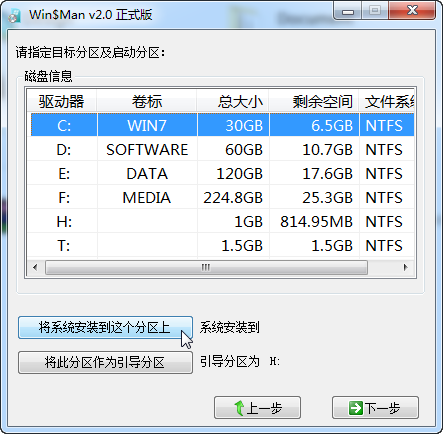 Win$Man v2.0 正式版
请指定目标分区及启动分区：
磁盘信息
驱动器 卷标 总大小 剩余空间 文件系统
C: WIN7 30GB 6.5GB NTFS
D: SOFTWARE 60GB 10.7GB NTFS
E: DATA 120GB 17.6GB NTFS
F: MEDIA 224.8GB 25.3GB NTFS
H: 1GB 814.95MB NTFS
T: 1.5GB 1.5GB NTFS
将系统安装到这个分区上 系统安装到
将此分区作为引导分区 引导分区为 H:
上一步 下一步